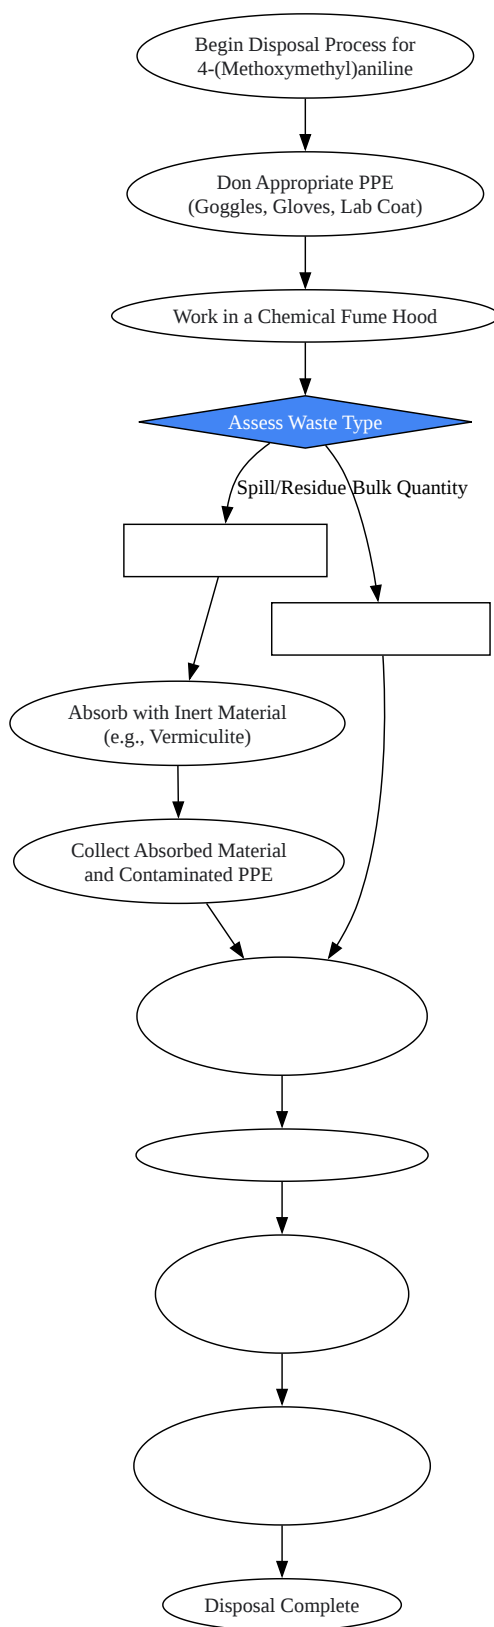 Begin Disposal Process for
4-(Methoxymethyl)aniline
Don Appropriate PPE
(Goggles, Gloves, Lab Coat)
Work in a Chemical Fume Hood
Assess Waste Type
Spill/Residue
Bulk Quantity
Absorb with Inert Material
(e.g., Vermiculite)
Collect Absorbed Material
and Contaminated PPE
Disposal Complete